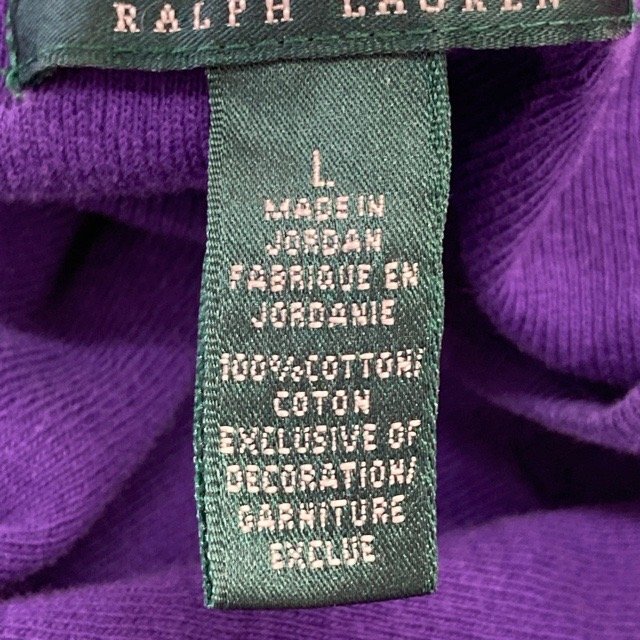 RALPH LAUREN
L
MADE IN
JORDAN
FABRIQUE EN
JORDANIE
100% COTTON/
COTON
EXCLUSIVE OF
DECORATION/
GARNITURE
EXCLUE